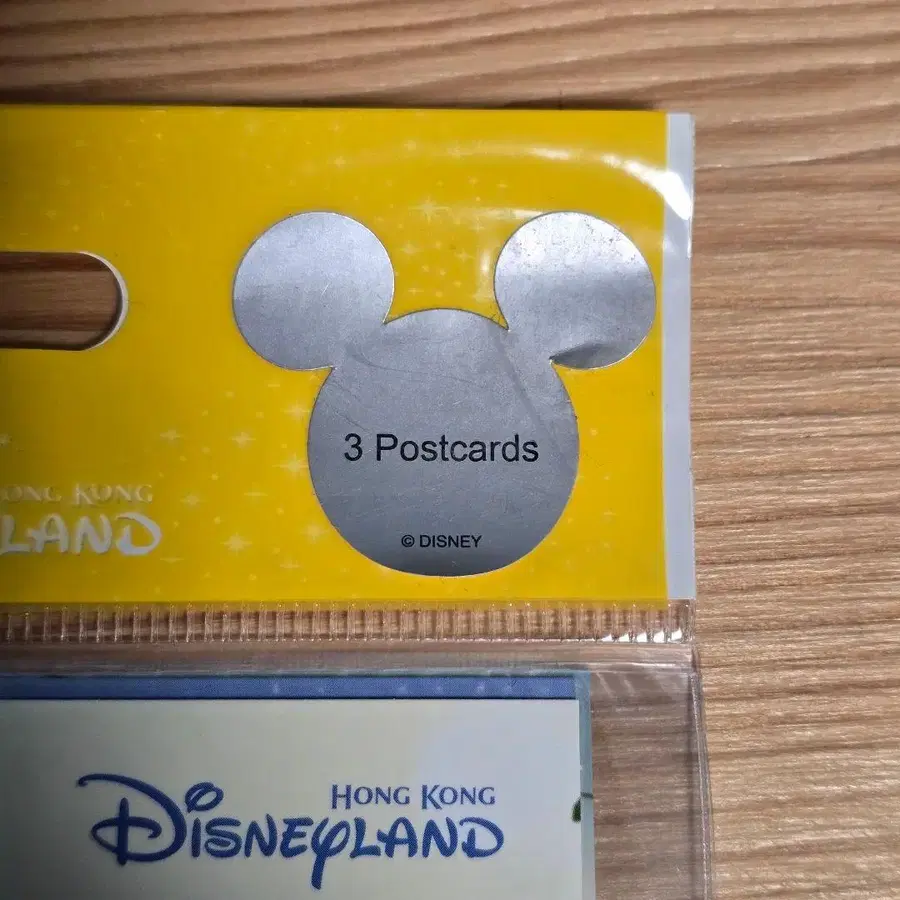 3 Postcards
© DISNEY
HONG KONG
LAND
HONG KONG
DISNEYLAND